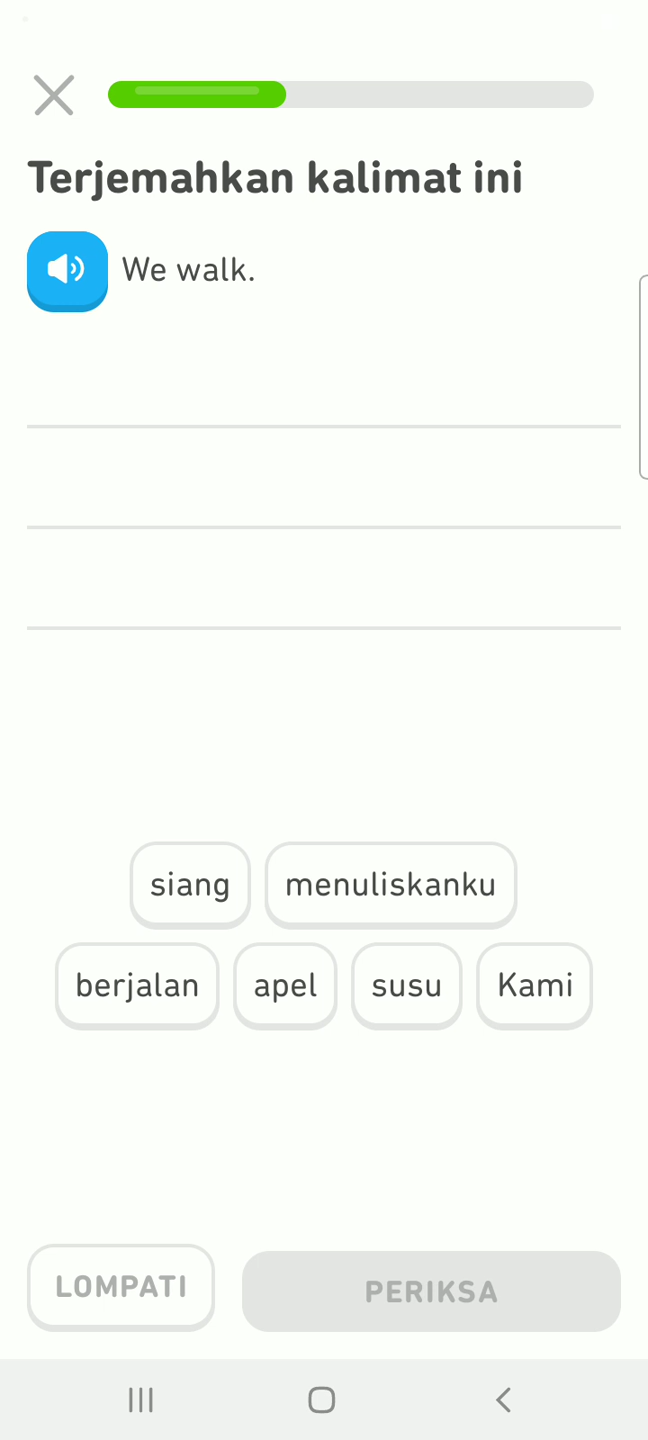 Terjemahkan kalimat ini
We walk.
siang menuliskanku
berjalan apel susu Kami
LOMPATI PERIKSA